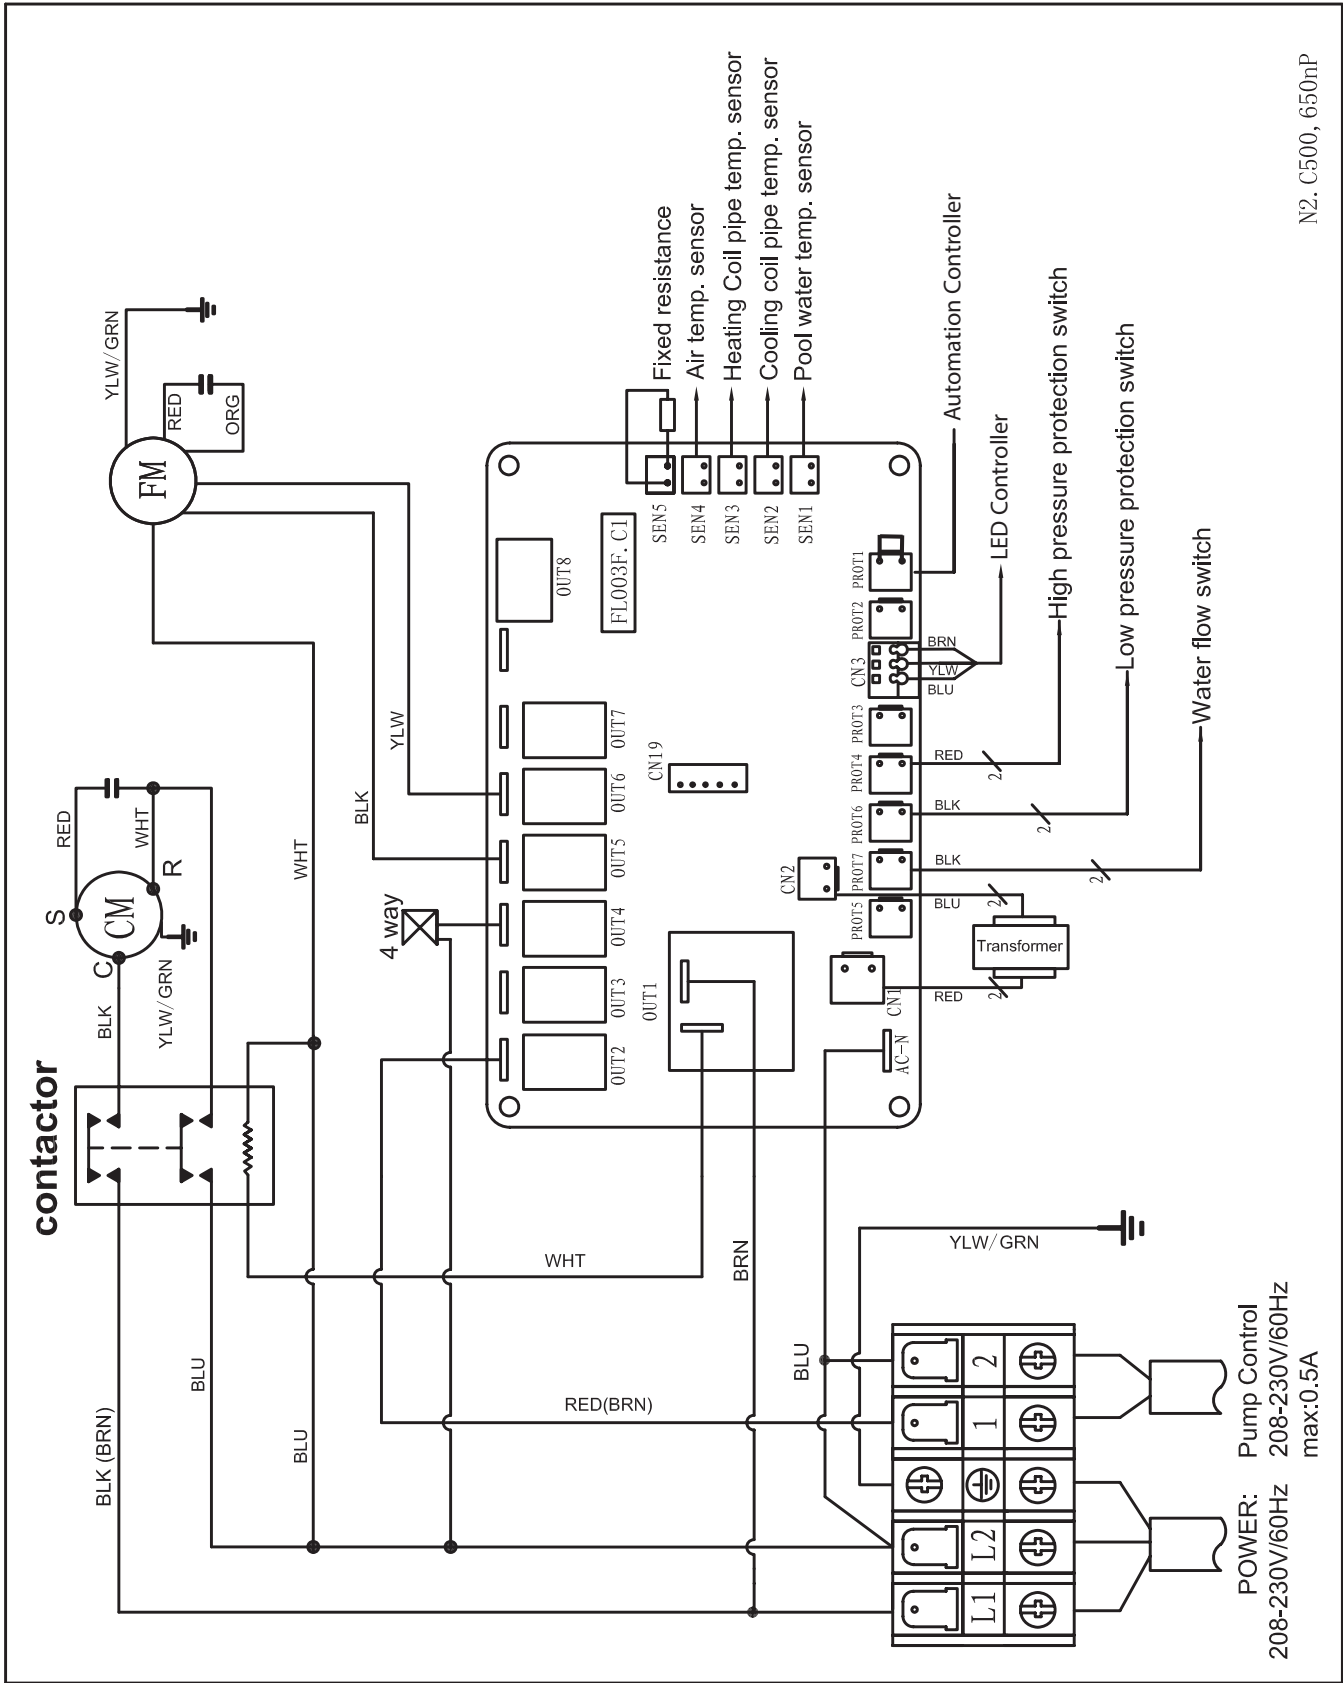 contactor
S
RED
CM
WHT
R
C
BLK
YLW/GRN
BLK (BRN)
BLU
BLU
WHT
WHT
FM
YLW/GRN
RED
ORG
BLK
YLW
4 way
RED(BRN)
BRN
BLU
OUT2
OUT3
OUT4
OUT5
OUT6
OUT7
OUT8
OUT1
CN19
FL003F. C1
SEN5
SEN4
SEN3
SEN2
SEN1
Fixed resistance
Air temp. sensor
Heating Coil pipe temp. sensor
Cooling coil pipe temp. sensor
Pool water temp. sensor
AC-N
CN1
CN2
PROT5
PROT7
PROT6
PROT4
PROT3
CN3
PROT2
PROT1
RED
2
Transformer
BLU
2
BLK
2
BLK
2
RED
2
BLU
YLW
BRN
Automation Controller
LED Controller
High pressure protection switch
Low pressure protection switch
Water flow switch
YLW/GRN
L1
L2
1
2
POWER:
208-230V/60Hz
Pump Control
208-230V/60Hz
max:0.5A
N2. C500, 650nP